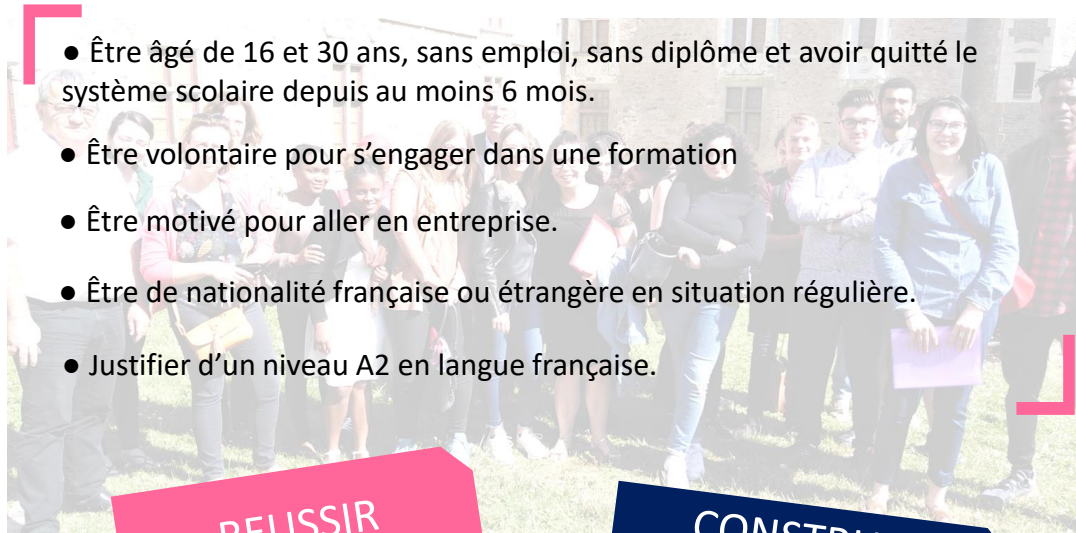 ● Être âgé de 16 et 30 ans, sans emploi, sans diplôme et avoir quitté le
système scolaire depuis au moins 6 mois.
● Être volontaire pour s’engager dans une formation
● Être motivé pour aller en entreprise.
● Être de nationalité française ou étrangère en situation régulière.
● Justifier d’un niveau A2 en langue française.
REUSSIR